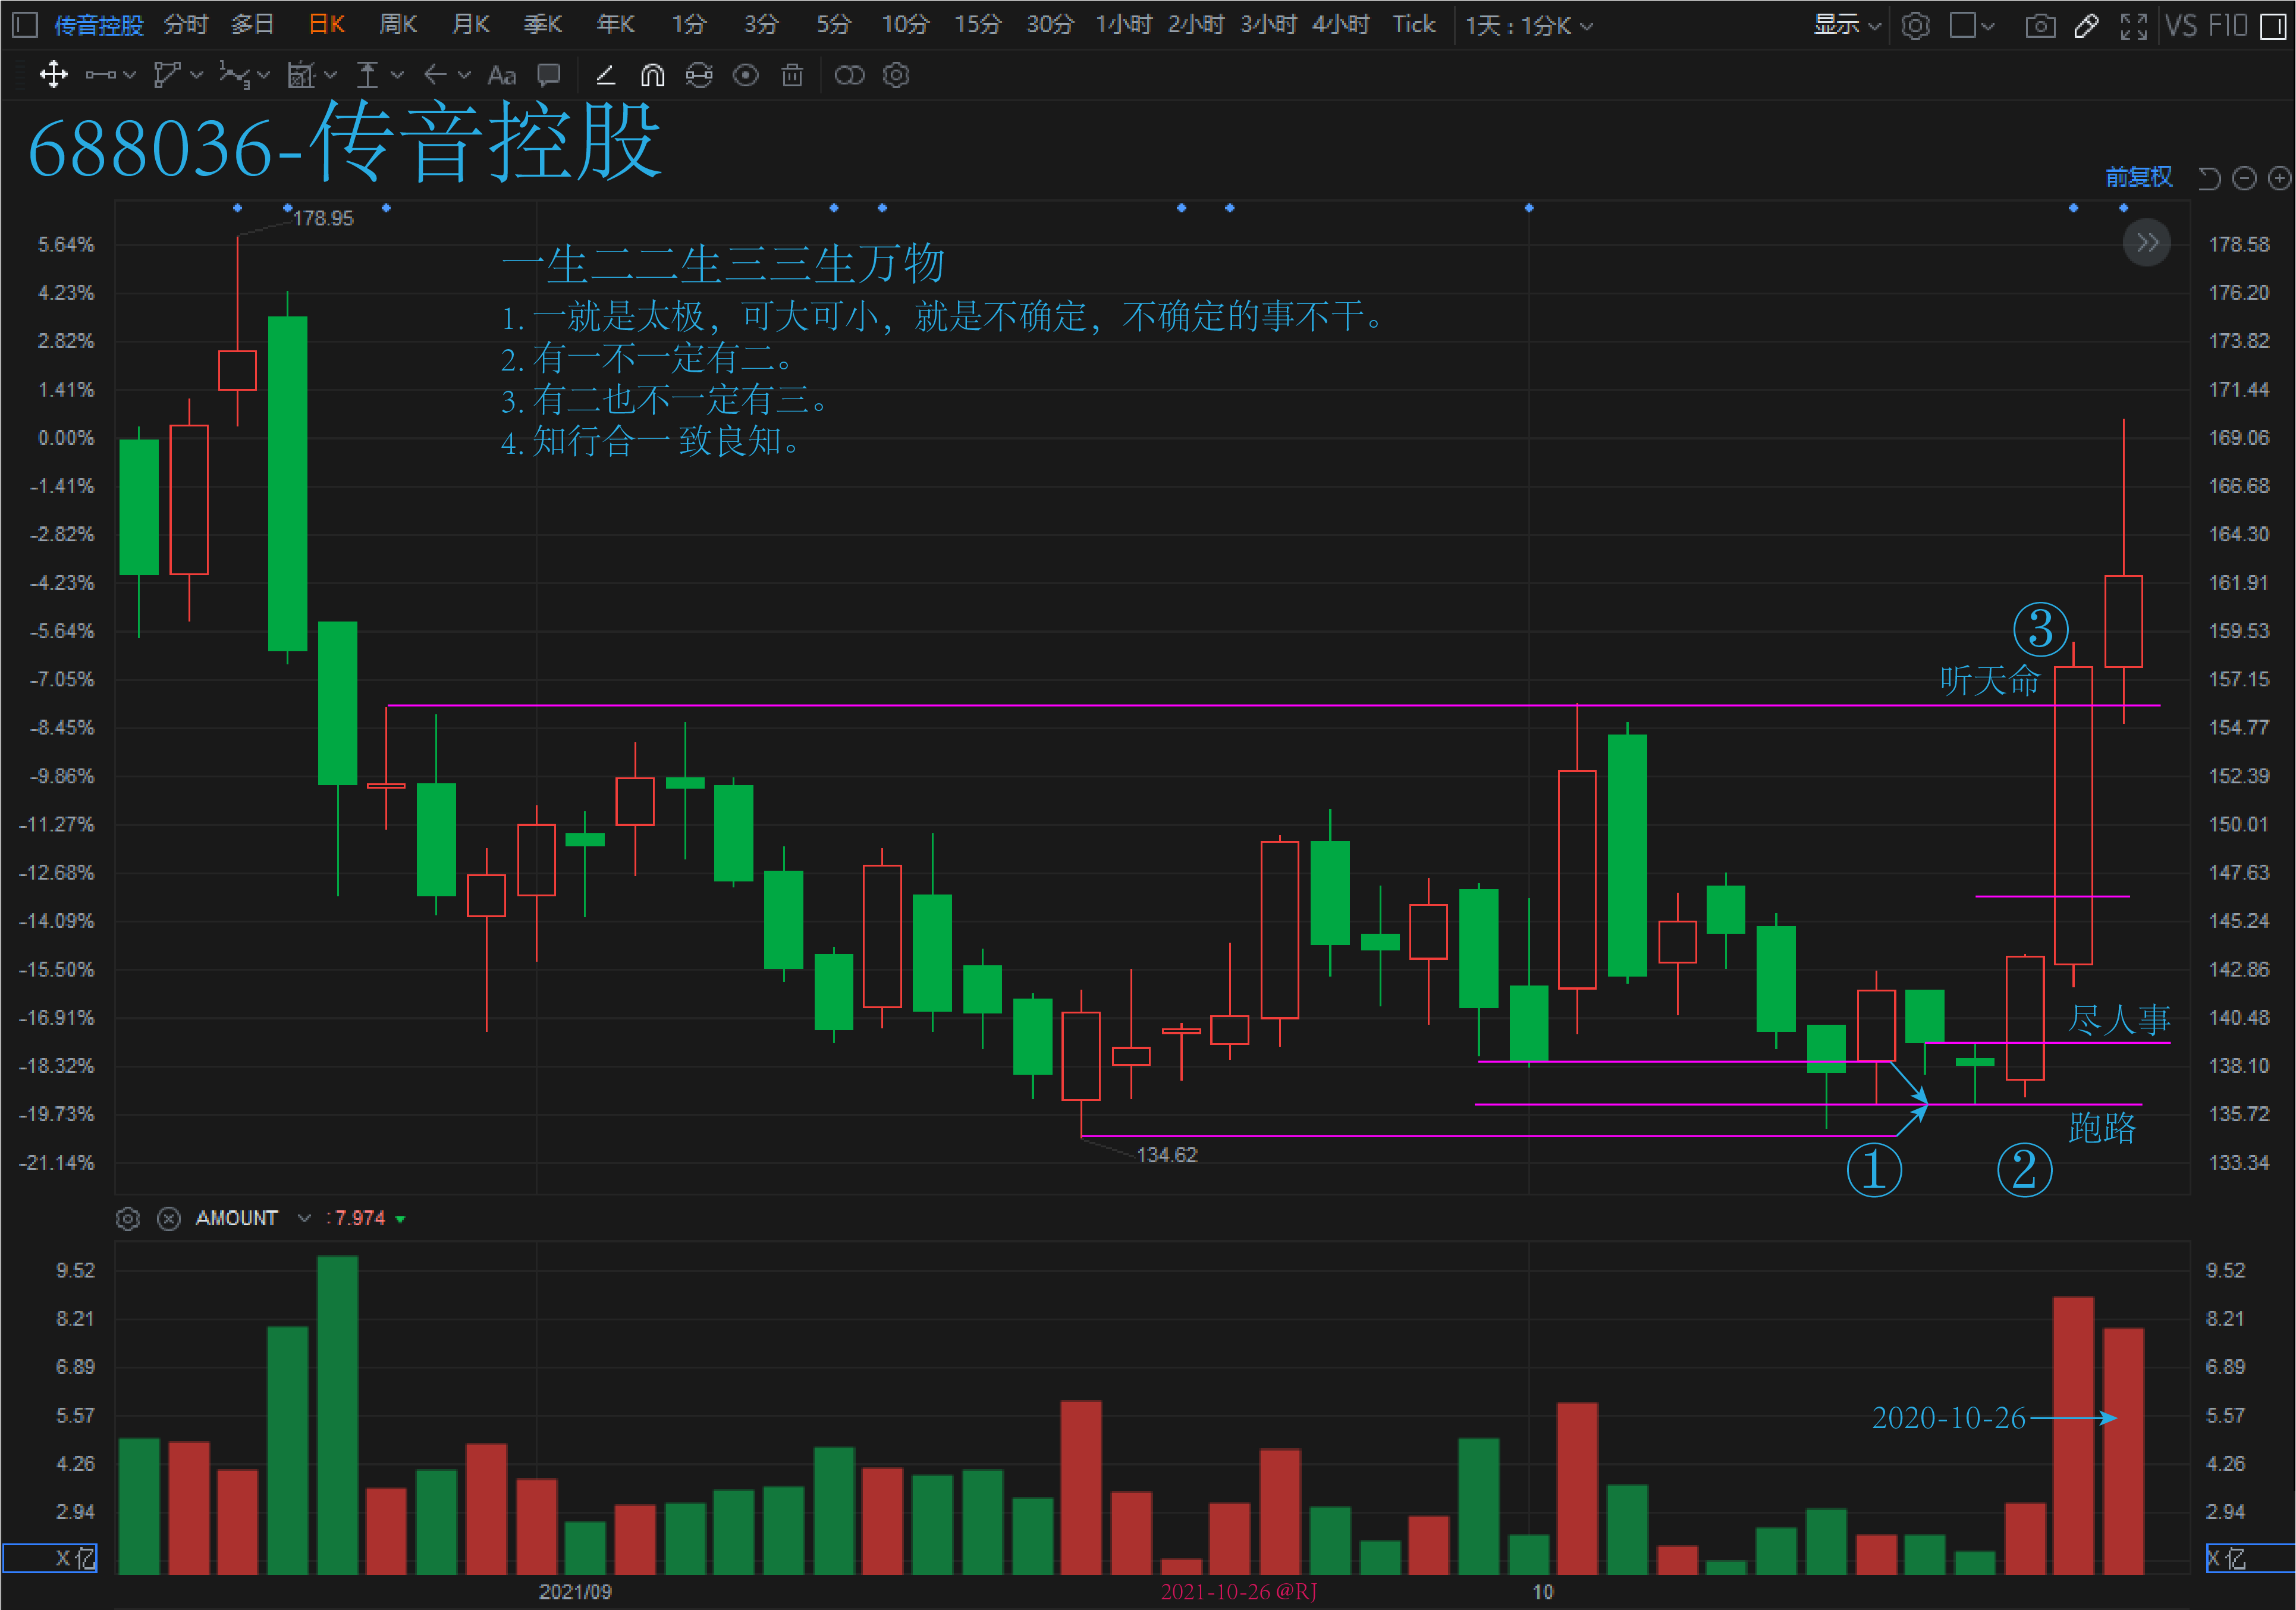 传音控股 分时 多日 日K 周K 月K 季K 年K 1分 3分 5分 10分 15分 30分 1小时 2小时 3小时 4小时 Tick 1天 : 1分K 显示 VS F10
Aa
688036-传音控股
前复权
178.95
5.64% 178.58
4.23% 176.20
2.82% 173.82
1.41% 171.44
0.00% 169.06
-1.41% 166.68
-2.82% 164.30
-4.23% 161.91
-5.64% 159.53
-7.05% 157.15
-8.45% 154.77
-9.86% 152.39
-11.27% 150.01
-12.68% 147.63
-14.09% 145.24
-15.50% 142.86
-16.91% 140.48
-18.32% 138.10
-19.73% 135.72
-21.14% 133.34
一生二二生三三生万物
1. 一就是太极，可大可小，就是不确定，不确定的事不干。
2. 有一不一定有二。
3. 有二也不一定有三。
4. 知行合一 致良知。
③
听天命
尽人事
跑路
134.62
① ②
AMOUNT :7.974
9.52 9.52
8.21 8.21
6.89 6.89
5.57 5.57
4.26 4.26
2.94 2.94
X 亿 X 亿
2020-10-26
2021/09 2021-10-26 @RJ 10